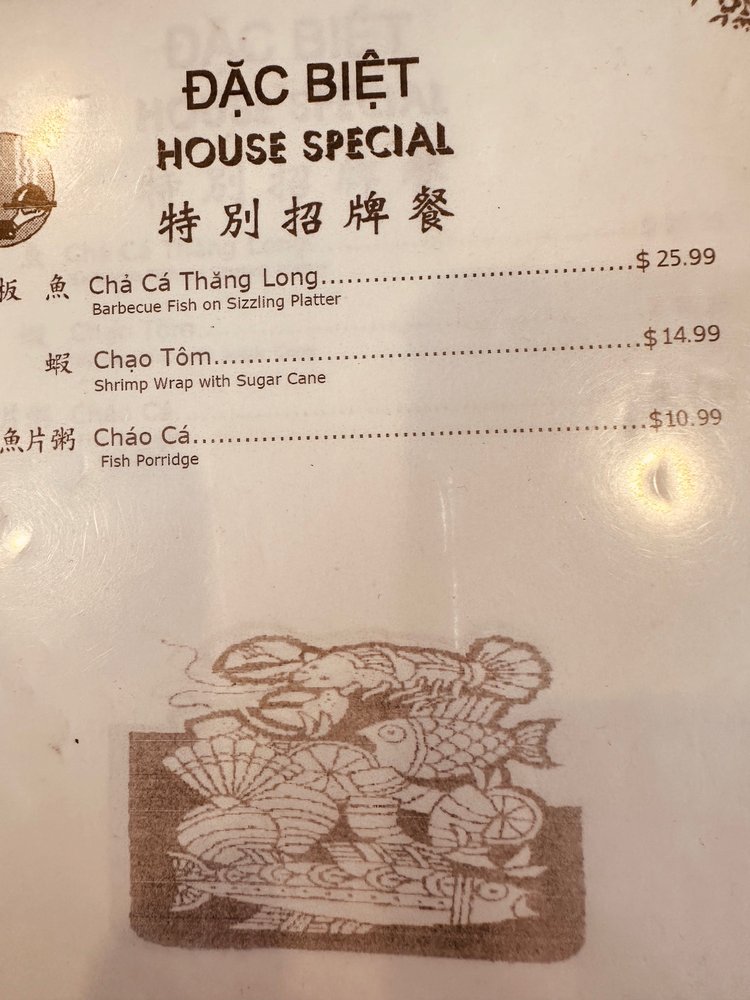 ĐẶC BIỆT
HOUSE SPECIAL
特別招牌餐
板 魚 Chả Cá Thăng Long........................................$ 25.99
Barbecue Fish on Sizzling Platter
蝦 Chạo Tôm......................................................$14.99
Shrimp Wrap with Sugar Cane
魚片粥 Cháo Cá.........................................................$10.99
Fish Porridge